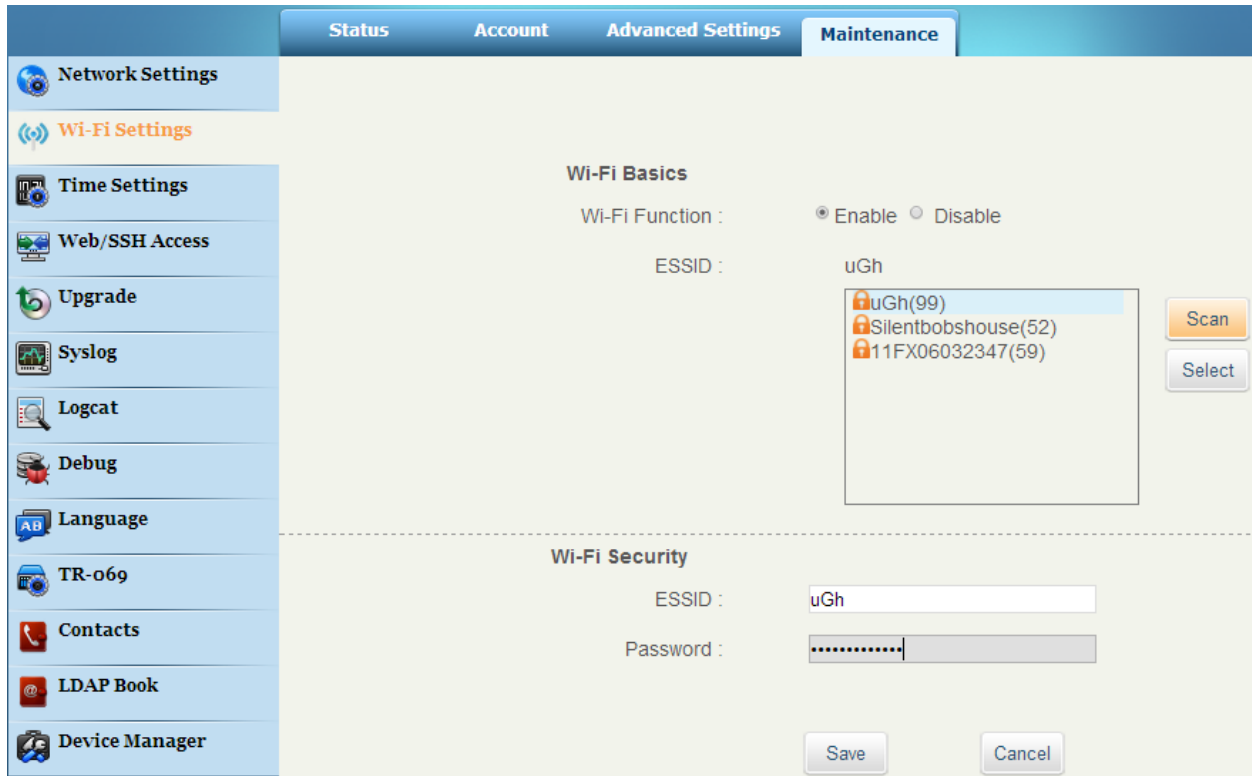 Status Account Advanced Settings Maintenance
Network Settings
Wi-Fi Settings
Time Settings
Web/SSH Access
Upgrade
Syslog
Logcat
Debug
Language
TR-069
Contacts
LDAP Book
Device Manager
Wi-Fi Basics
Wi-Fi Function : Enable Disable
ESSID : uGh
uGh(99)
Silentbobshouse(52)
11FX06032347(59)
Scan
Select
Wi-Fi Security
ESSID : uGh
Password : •••••••••••••
Save Cancel